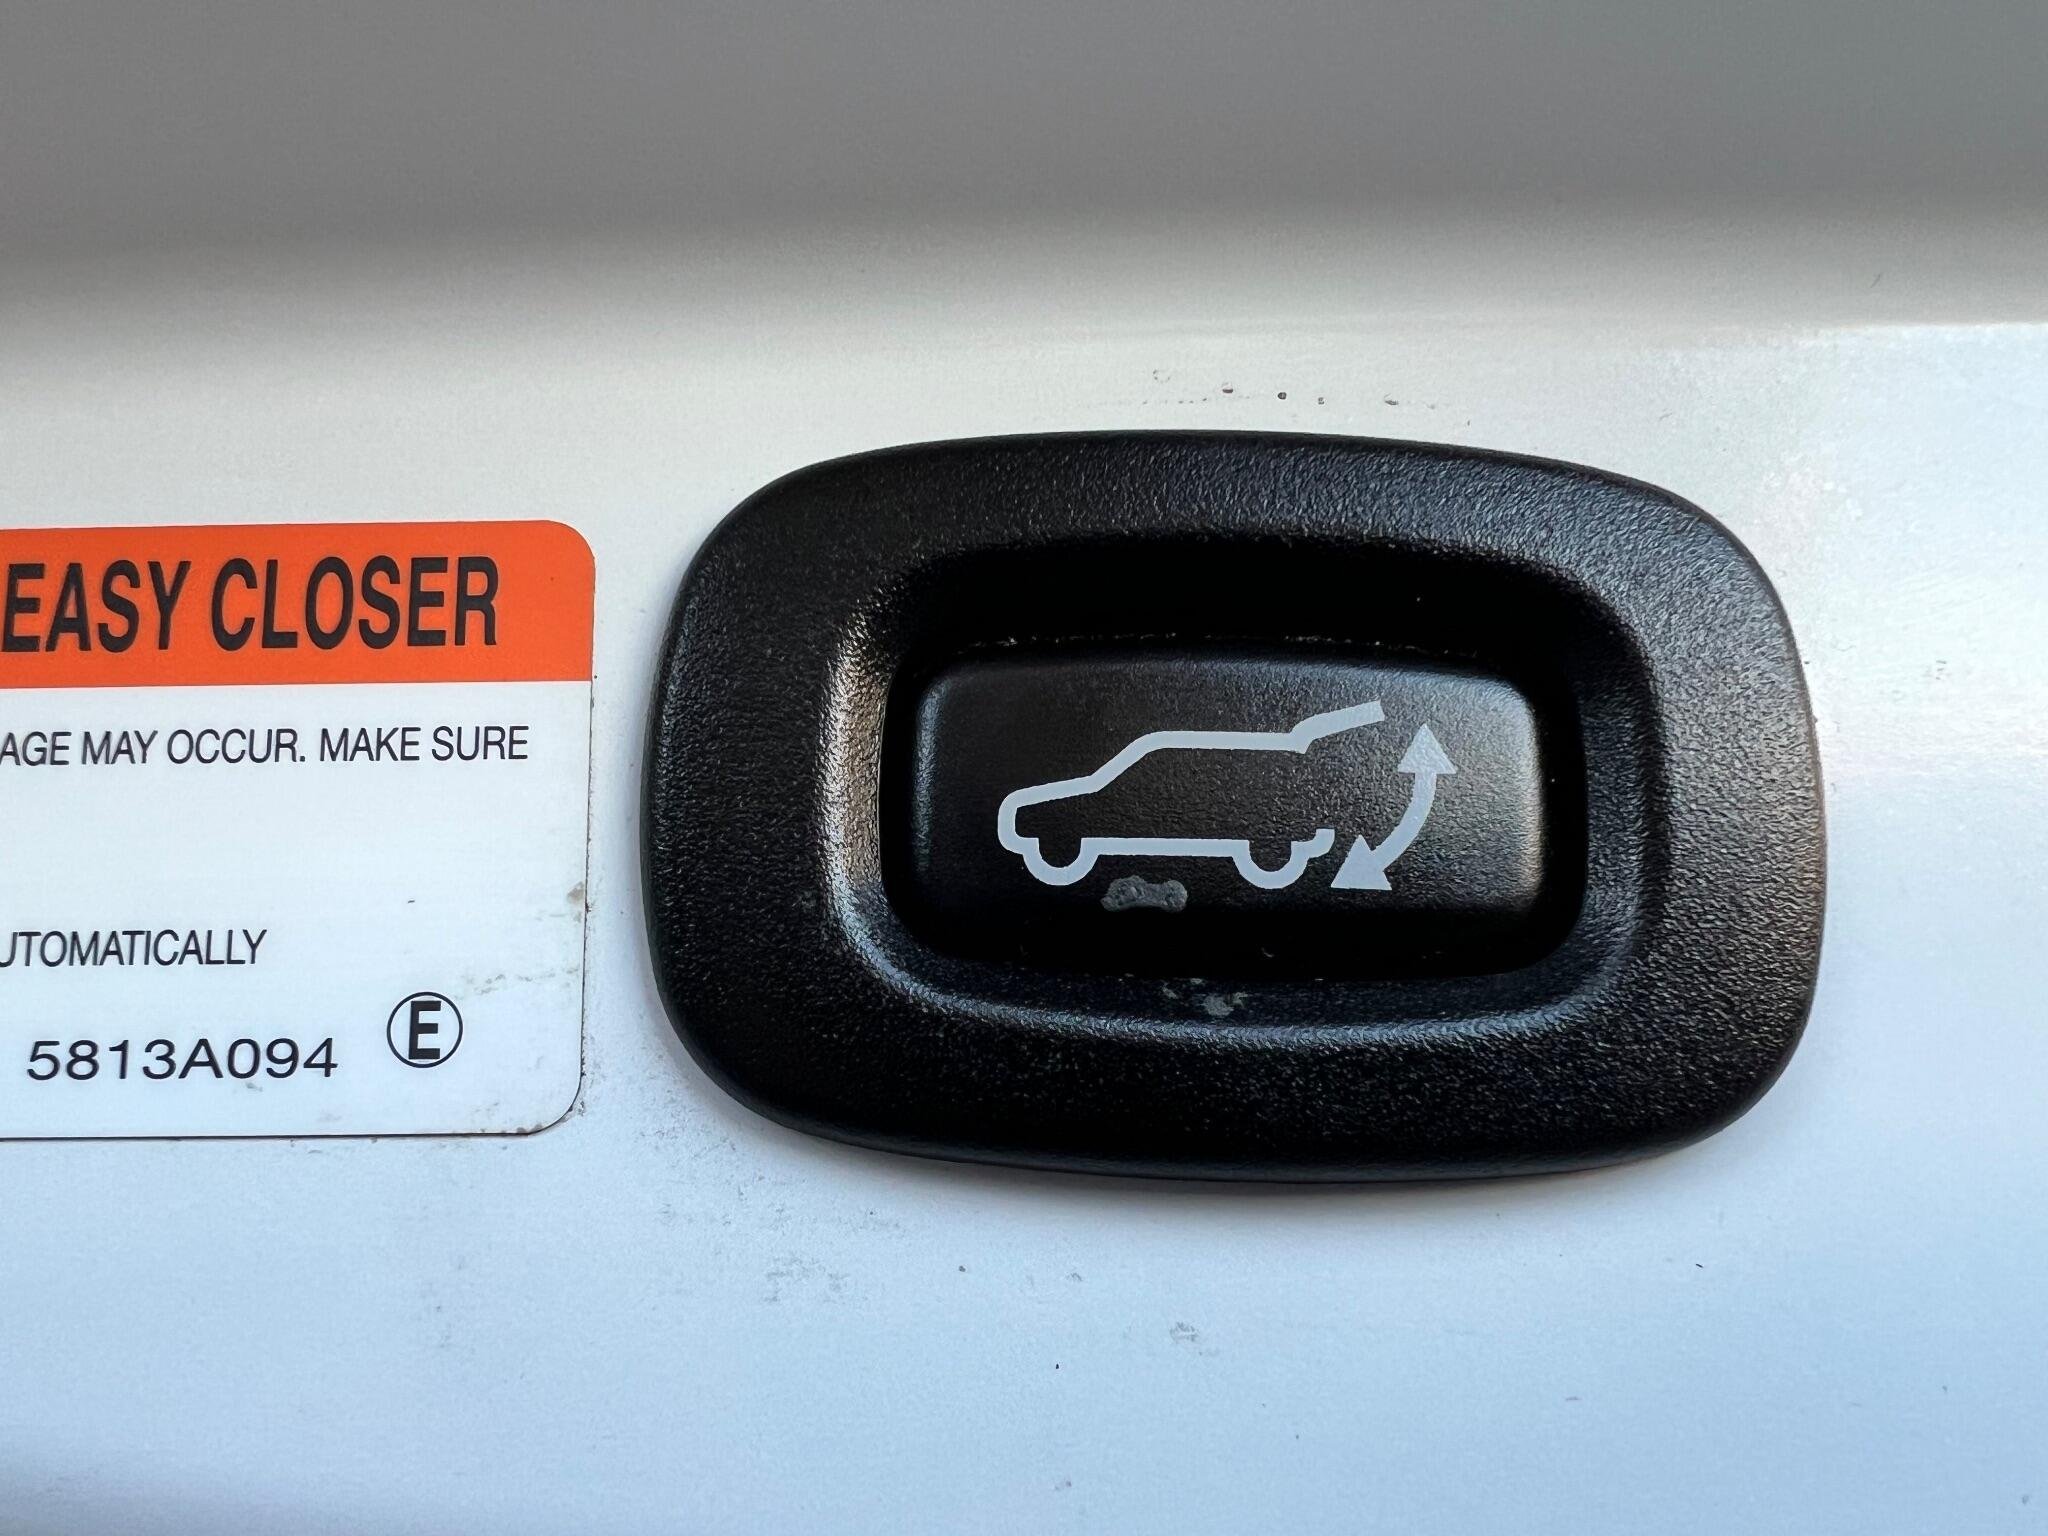 EASY CLOSER
AGE MAY OCCUR. MAKE SURE
UTOMATICALLY
5813A094 E